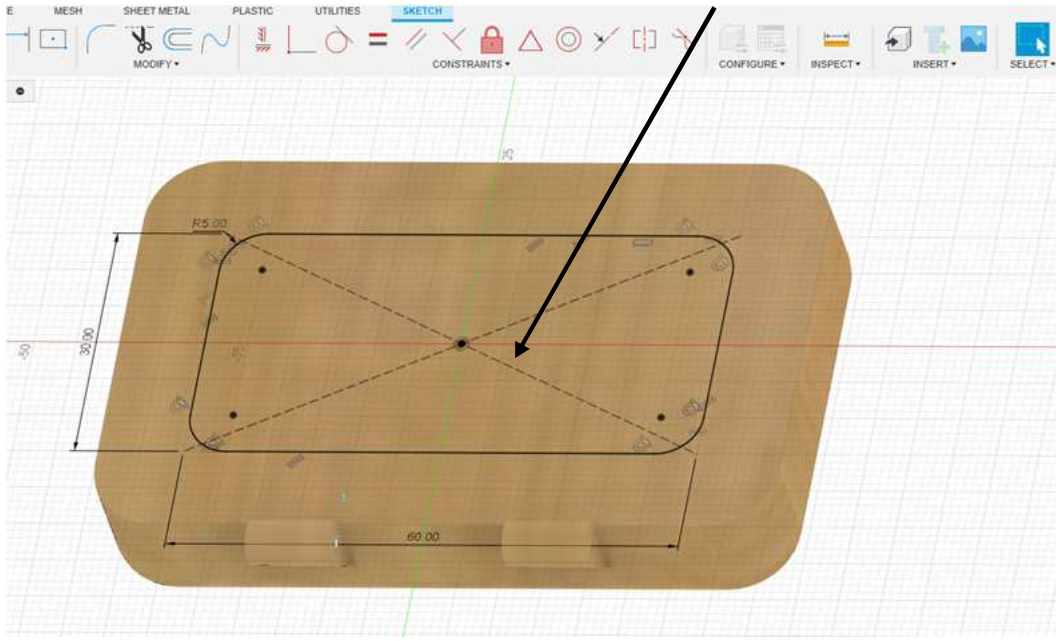 E MESH SHEET METAL PLASTIC UTILITIES SKETCH
MODIFY CONSTRAINTS CONFIGURE INSPECT INSERT SELECT
25
R5.00
30.00
-50
-25
60.00